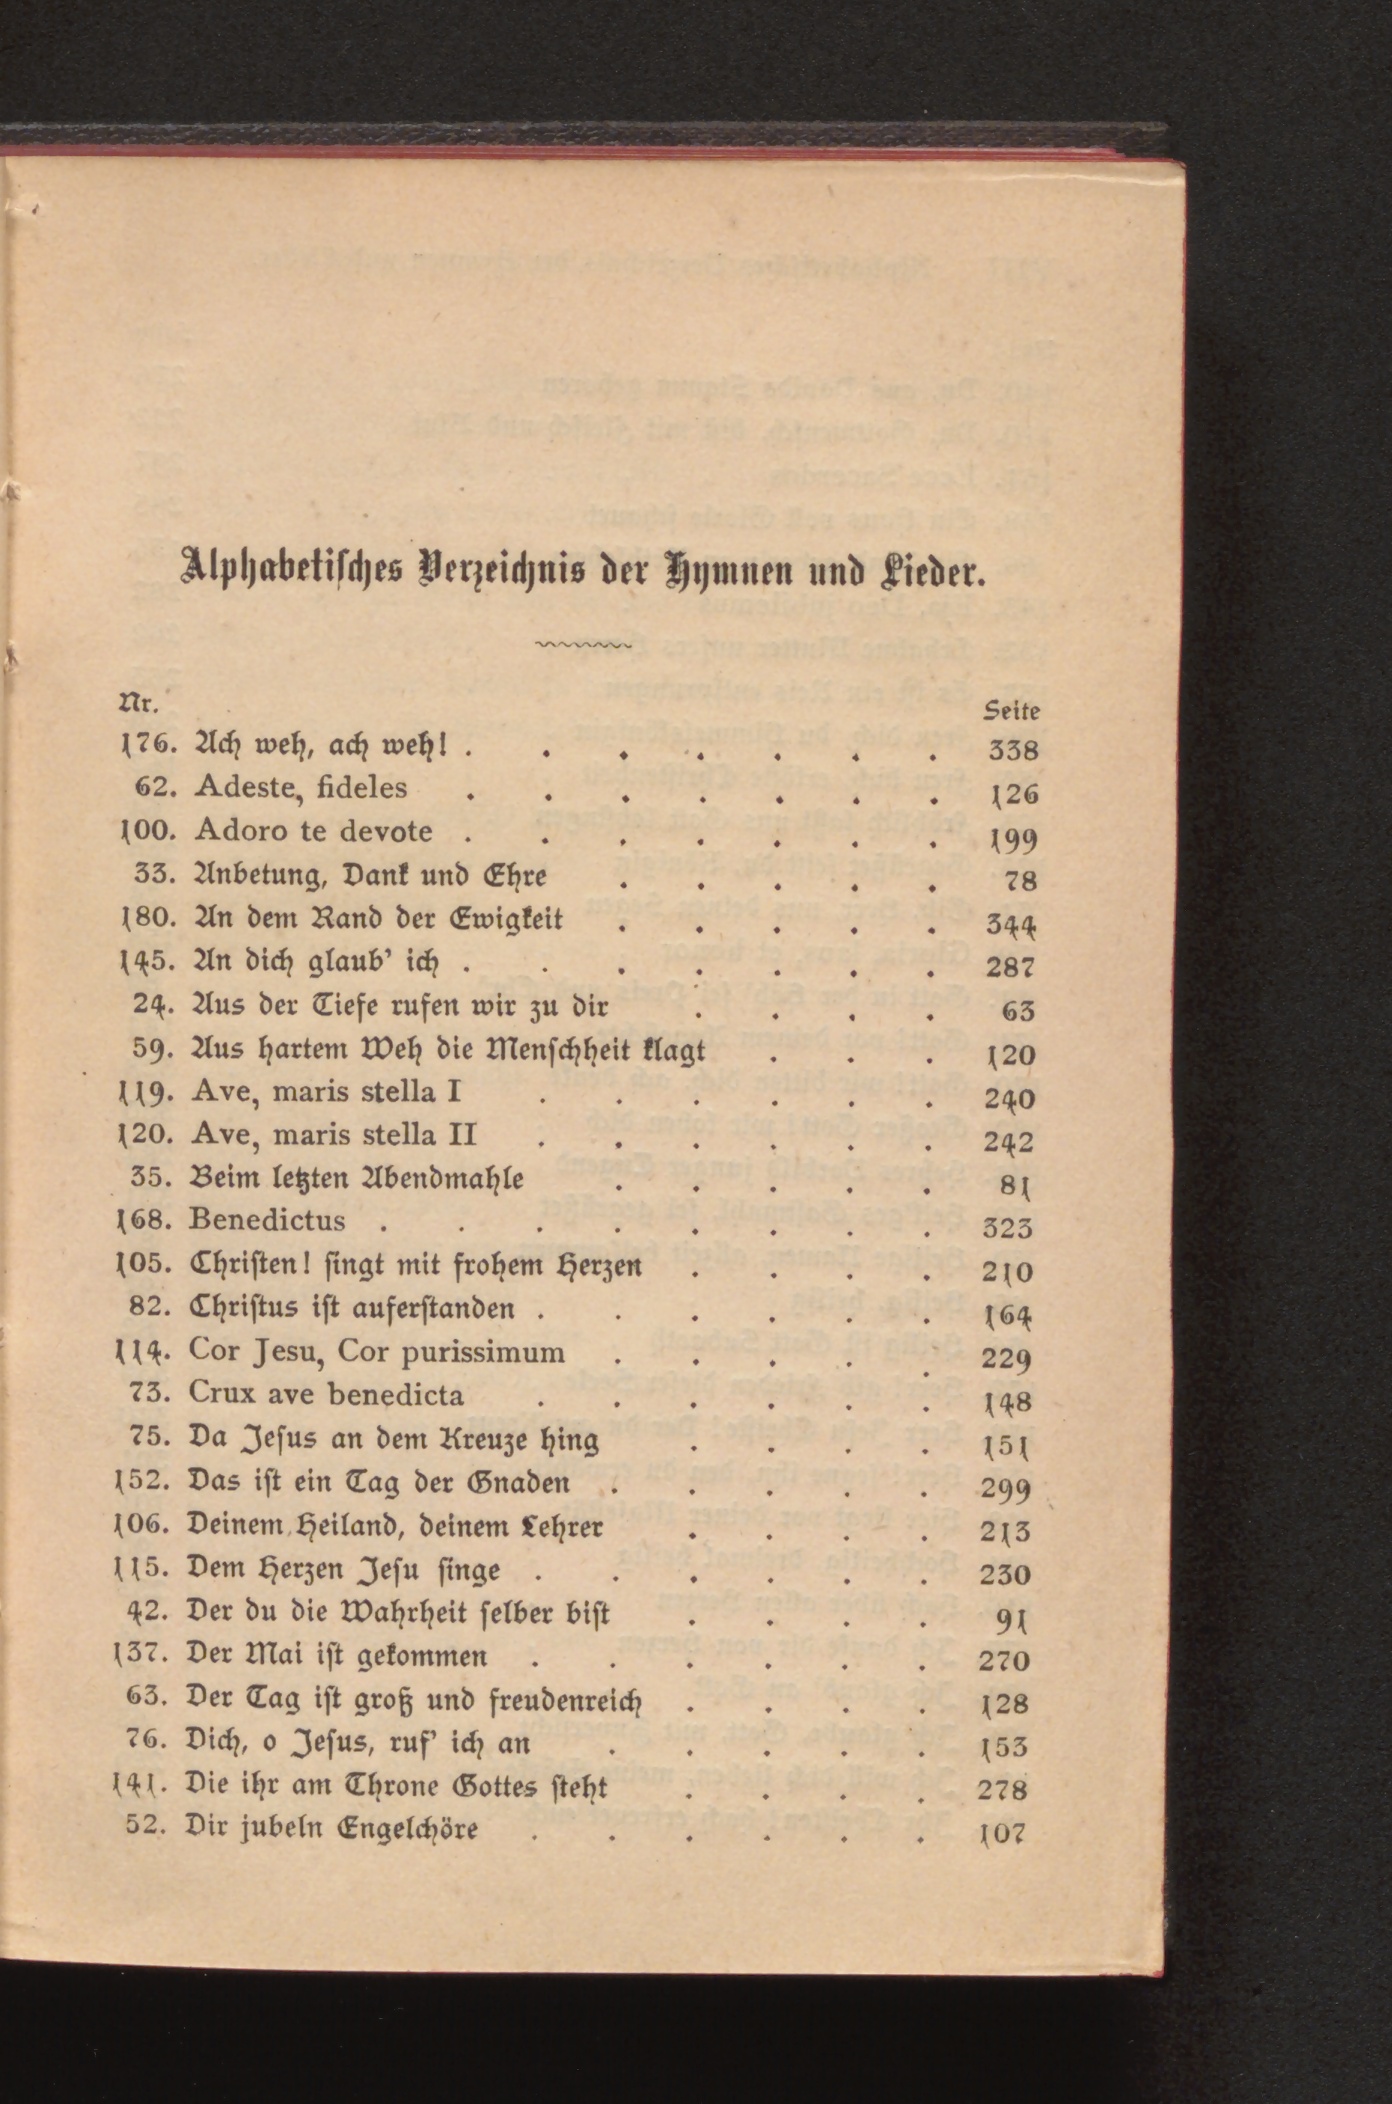 Alphabetiſches Verzeichnis der Hymnen und Lieder.
Nr. Seite
176. Ach weh, ach weh! . . . . . . . 338
62. Adeste, fideles . . . . . . . 126
100. Adoro te devote . . . . . . . 199
33. Anbetung, Dank und Ehre . . . . . 78
180. An dem Rand der Ewigkeit . . . . . 344
145. An dich glaub’ ich . . . . . . . 287
24. Aus der Tiefe rufen wir zu dir . . . . 63
59. Aus hartem Weh die Menſchheit klagt . . . 120
119. Ave, maris stella I . . . . . . 240
120. Ave, maris stella II . . . . . . 242
35. Beim letzten Abendmahle . . . . . 81
168. Benedictus . . . . . . . . 323
105. Chriſten! ſingt mit frohem Herzen . . . . 210
82. Chriſtus iſt auferſtanden . . . . . . 164
114. Cor Jesu, Cor purissimum . . . . . 229
73. Crux ave benedicta . . . . . . 148
75. Da Jeſus an dem Kreuze hing . . . . 151
152. Das iſt ein Tag der Gnaden . . . . . 299
106. Deinem Heiland, deinem Lehrer . . . . 213
115. Dem Herzen Jeſu ſinge . . . . . . 230
42. Der du die Wahrheit ſelber biſt . . . . 91
137. Der Mai iſt gekommen . . . . . . 270
63. Der Tag iſt groß und freudenreich . . . . 128
76. Dich, o Jeſus, ruf’ ich an . . . . . 153
141. Die ihr am Throne Gottes ſteht . . . . 278
52. Dir jubeln Engelchöre . . . . . . 107